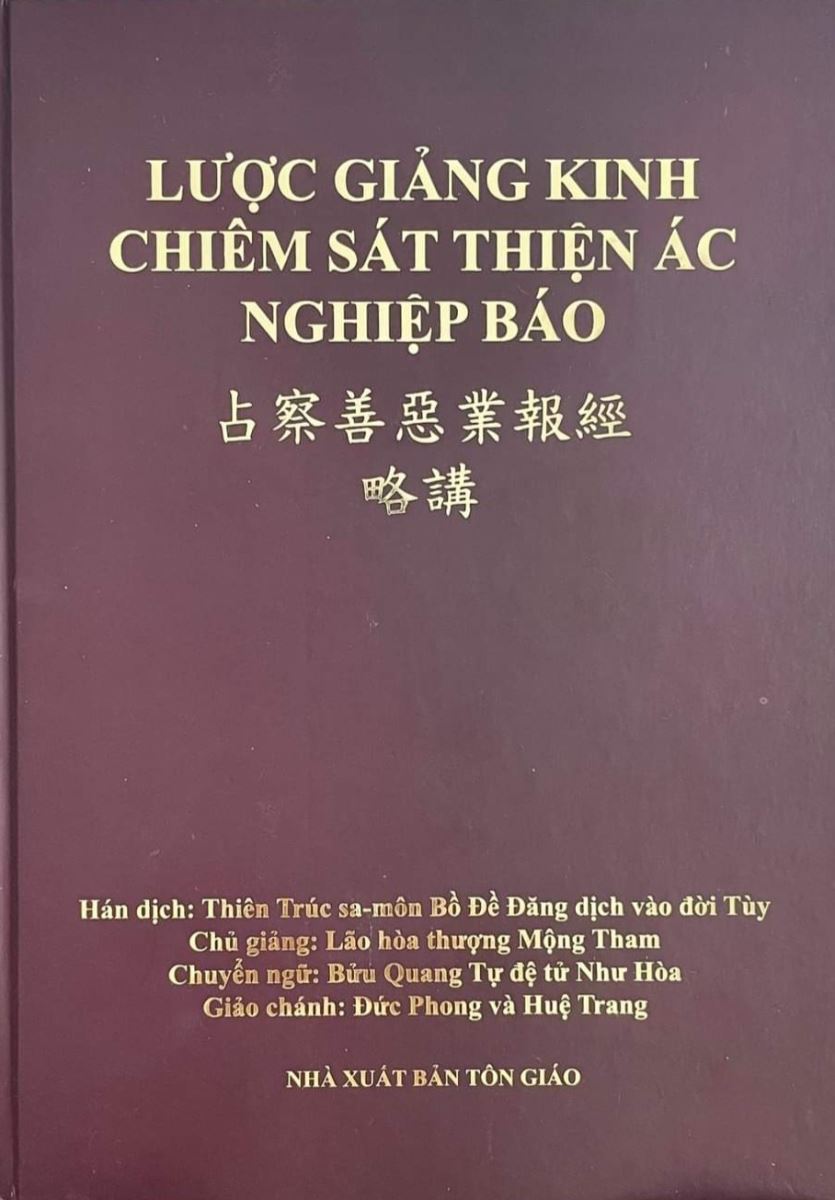 LƯỢC GIẢNG KINH
CHIÊM SÁT THIỆN ÁC
NGHIỆP BÁO
占察善惡業報經
略講
Hán dịch: Thiên Trúc sa-môn Bồ Đề Đăng dịch vào đời Tùy
Chủ giảng: Lão hòa thượng Mộng Tham
Chuyển ngữ: Bửu Quang Tự đệ tử Như Hòa
Giảo chánh: Đức Phong và Huệ Trang
NHÀ XUẤT BẢN TÔN GIÁO